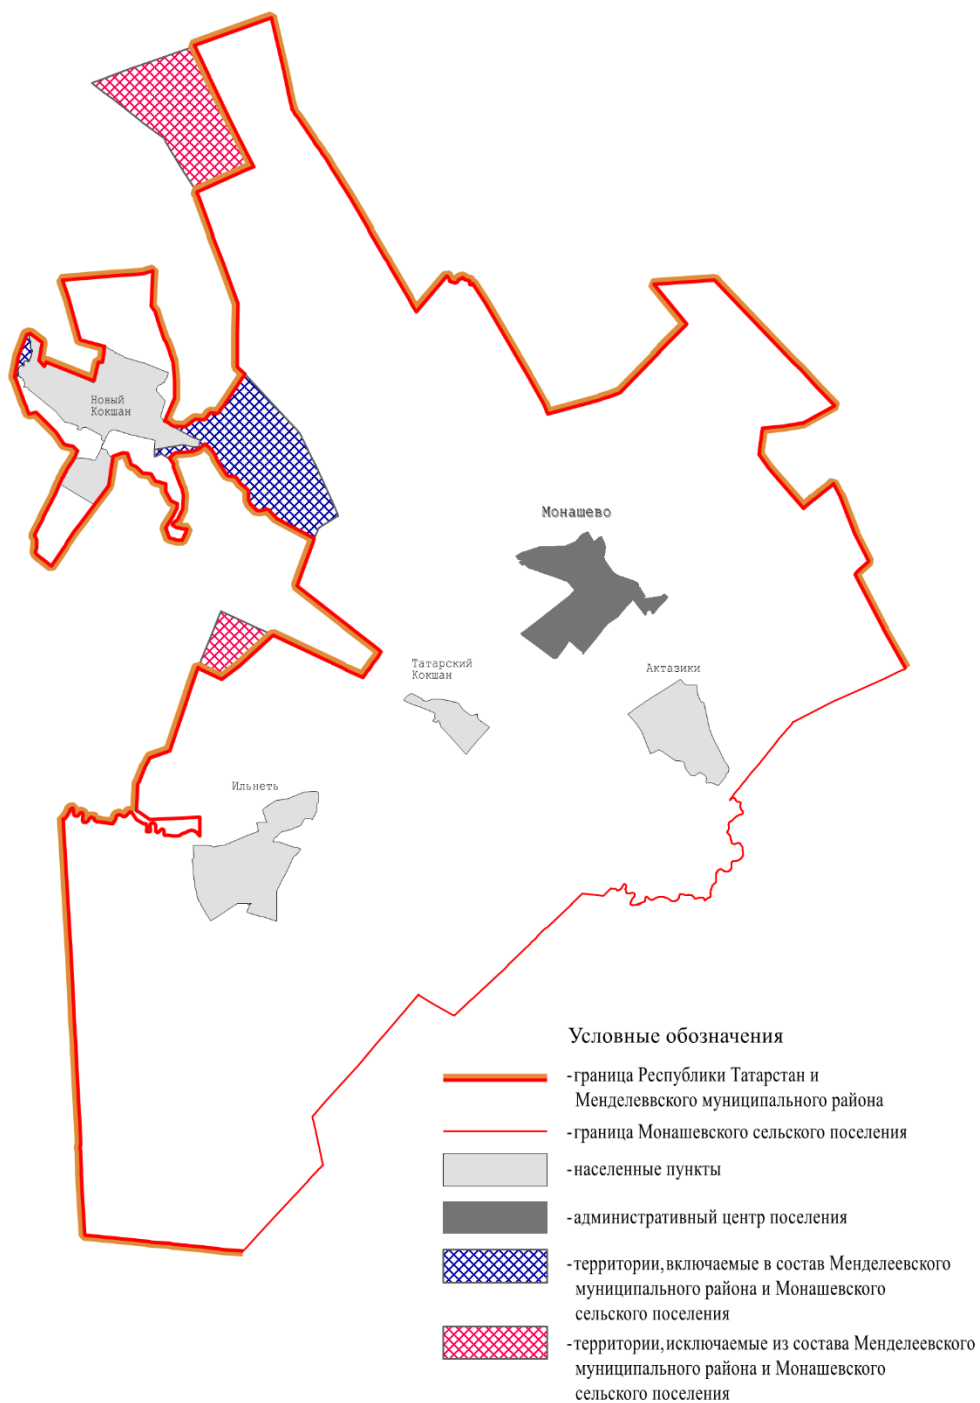 Новый
Кокшан
Монашево
Татарский
Кокшан
Актазики
Ильнеть
Условные обозначения
-граница Республики Татарстан и
Менделеввского муниципального района
-граница Монашевского сельского поселения
-населенные пункты
-административный центр поселения
-территории,включаемые в состав Менделеевского
муниципального района и Монашевского
сельского поселения
-территории,исключаемые из состава Менделеевского
муниципального района и Монашевского
сельского поселения